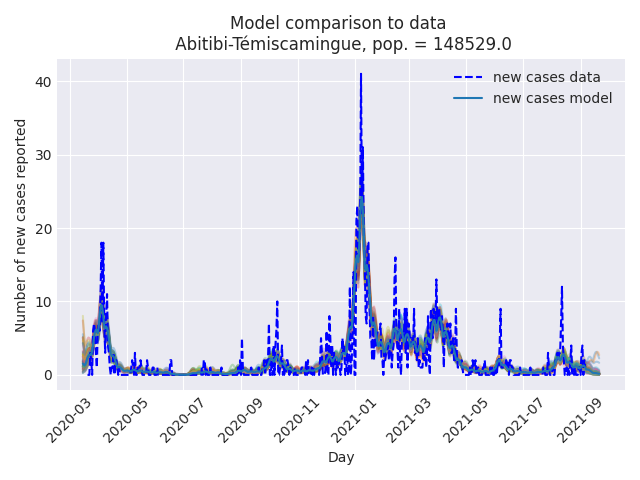 Model comparison to data
Abitibi-Témiscamingue, pop. = 148529.0
new cases data
new cases model
Number of new cases reported
40
30
20
10
0
2020-03
2020-05
2020-07
2020-09
2020-11
2021-01
2021-03
2021-05
2021-07
2021-09
Day